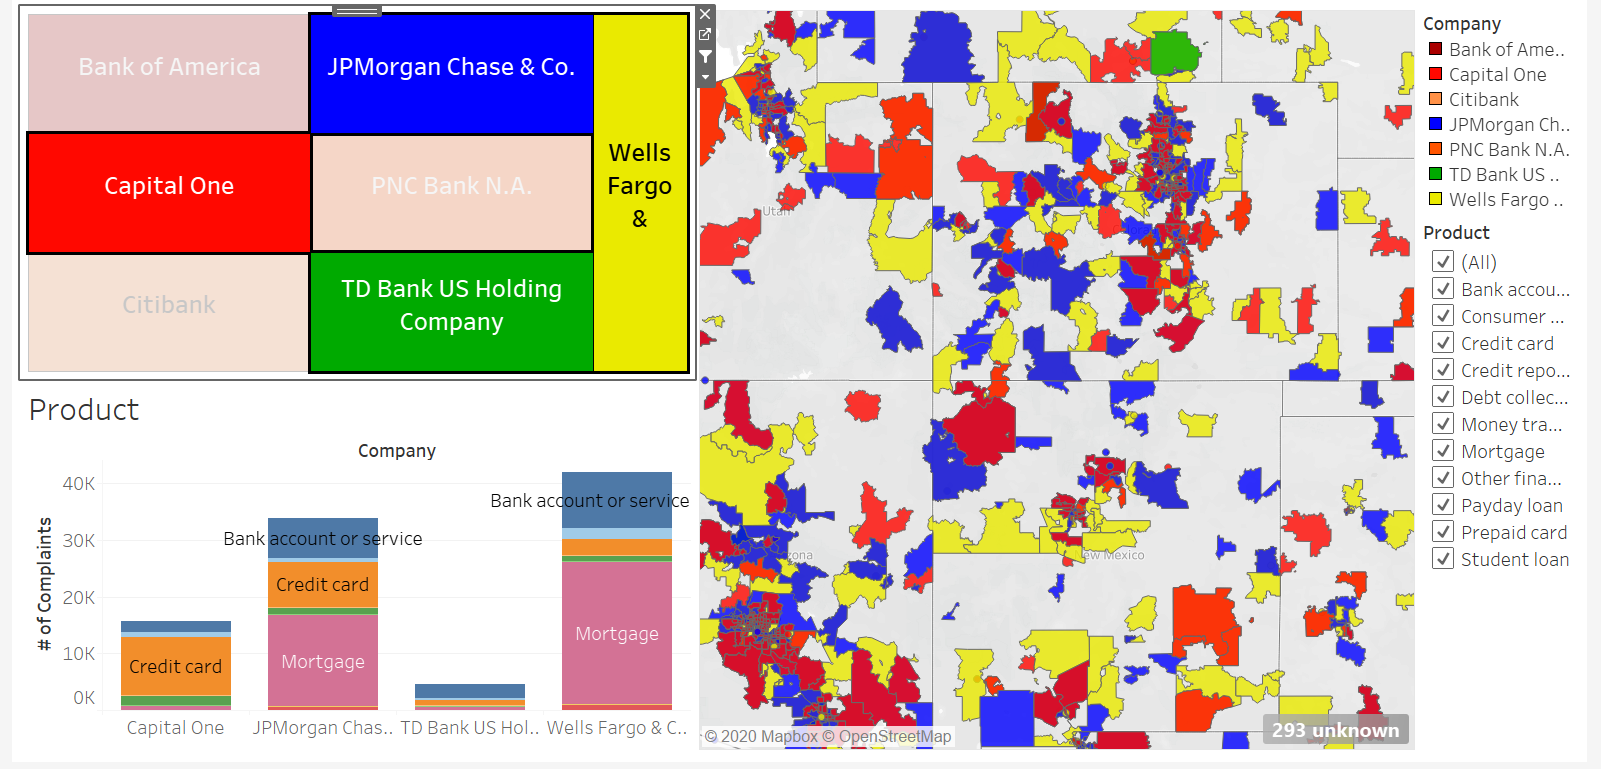 Bank of America
JPMorgan Chase & Co.
Wells
Fargo
&
Capital One
PNC Bank N.A.
Citibank
TD Bank US Holding
Company
Product
Company
# of Complaints
40K
30K
20K
10K
0K
Bank account or service
Bank account or service
Credit card
Credit card
Mortgage
Mortgage
Capital One
JPMorgan Chas..
TD Bank US Hol..
Wells Fargo & C..
Utah
ew Mexico
© 2020 Mapbox © OpenStreetMap
293 unknown
Company
Bank of Ame..
Capital One
Citibank
JPMorgan Ch..
PNC Bank N.A.
TD Bank US ..
Wells Fargo ..
Product
(All)
Bank accou...
Consumer ...
Credit card
Credit repo...
Debt collec...
Money tra...
Mortgage
Other fina...
Payday loan
Prepaid card
Student loan